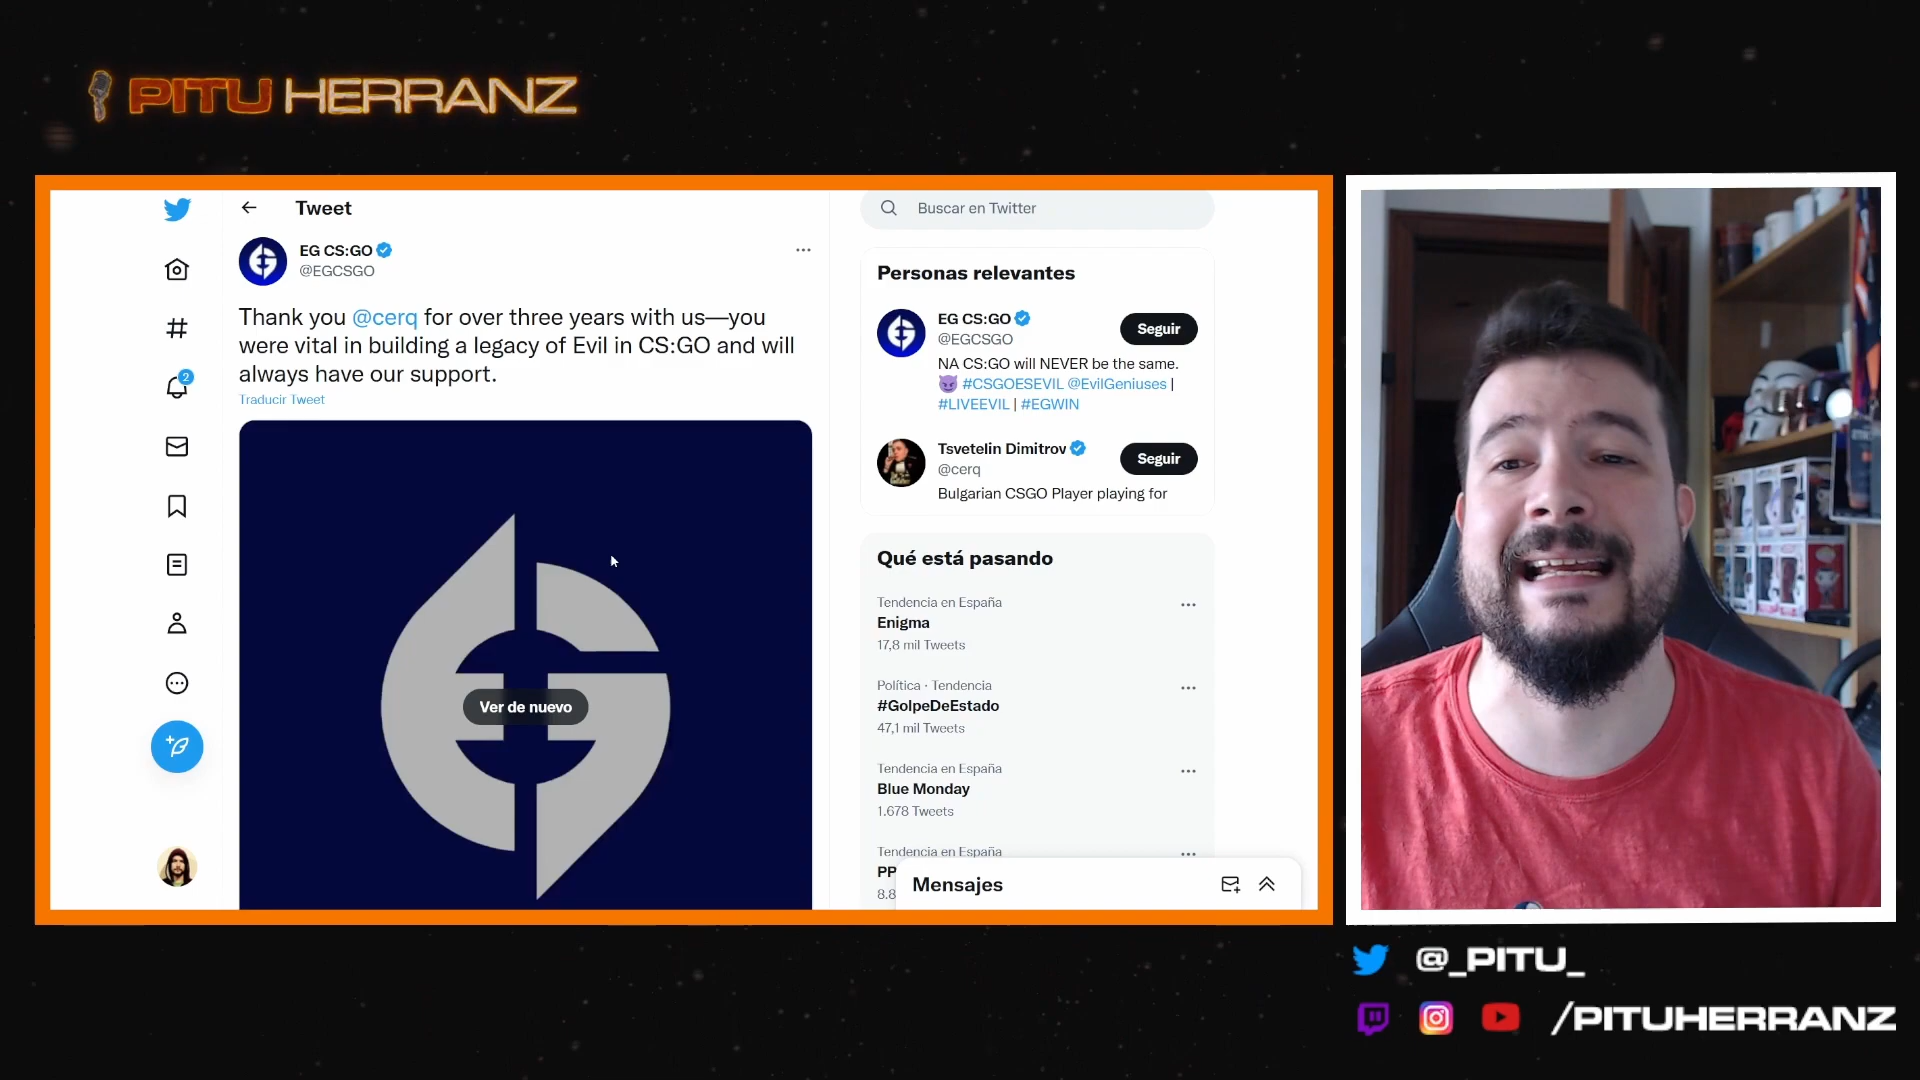 PITU HERRANZ
Tweet
EG CS:GO
@EGCSGO
Thank you @cerq for over three years with us—you
were vital in building a legacy of Evil in CS:GO and will
always have our support.
Traducir Tweet
Ver de nuevo
2
Buscar en Twitter
Personas relevantes
EG CS:GO
@EGCSGO
Seguir
NA CS:GO will NEVER be the same.
😈 #CSGOESEVIL @EvilGeniuses |
#LIVEEVIL | #EGWIN
Tsvetelin Dimitrov
@cerq
Seguir
Bulgarian CSGO Player playing for
Qué está pasando
Tendencia en España
Enigma
17,8 mil Tweets
Política · Tendencia
#GolpeDeEstado
47,1 mil Tweets
Tendencia en España
Blue Monday
1.678 Tweets
Tendencia en España
PP
8.8
Mensajes
@_PITU_
/PITUHERRANZ